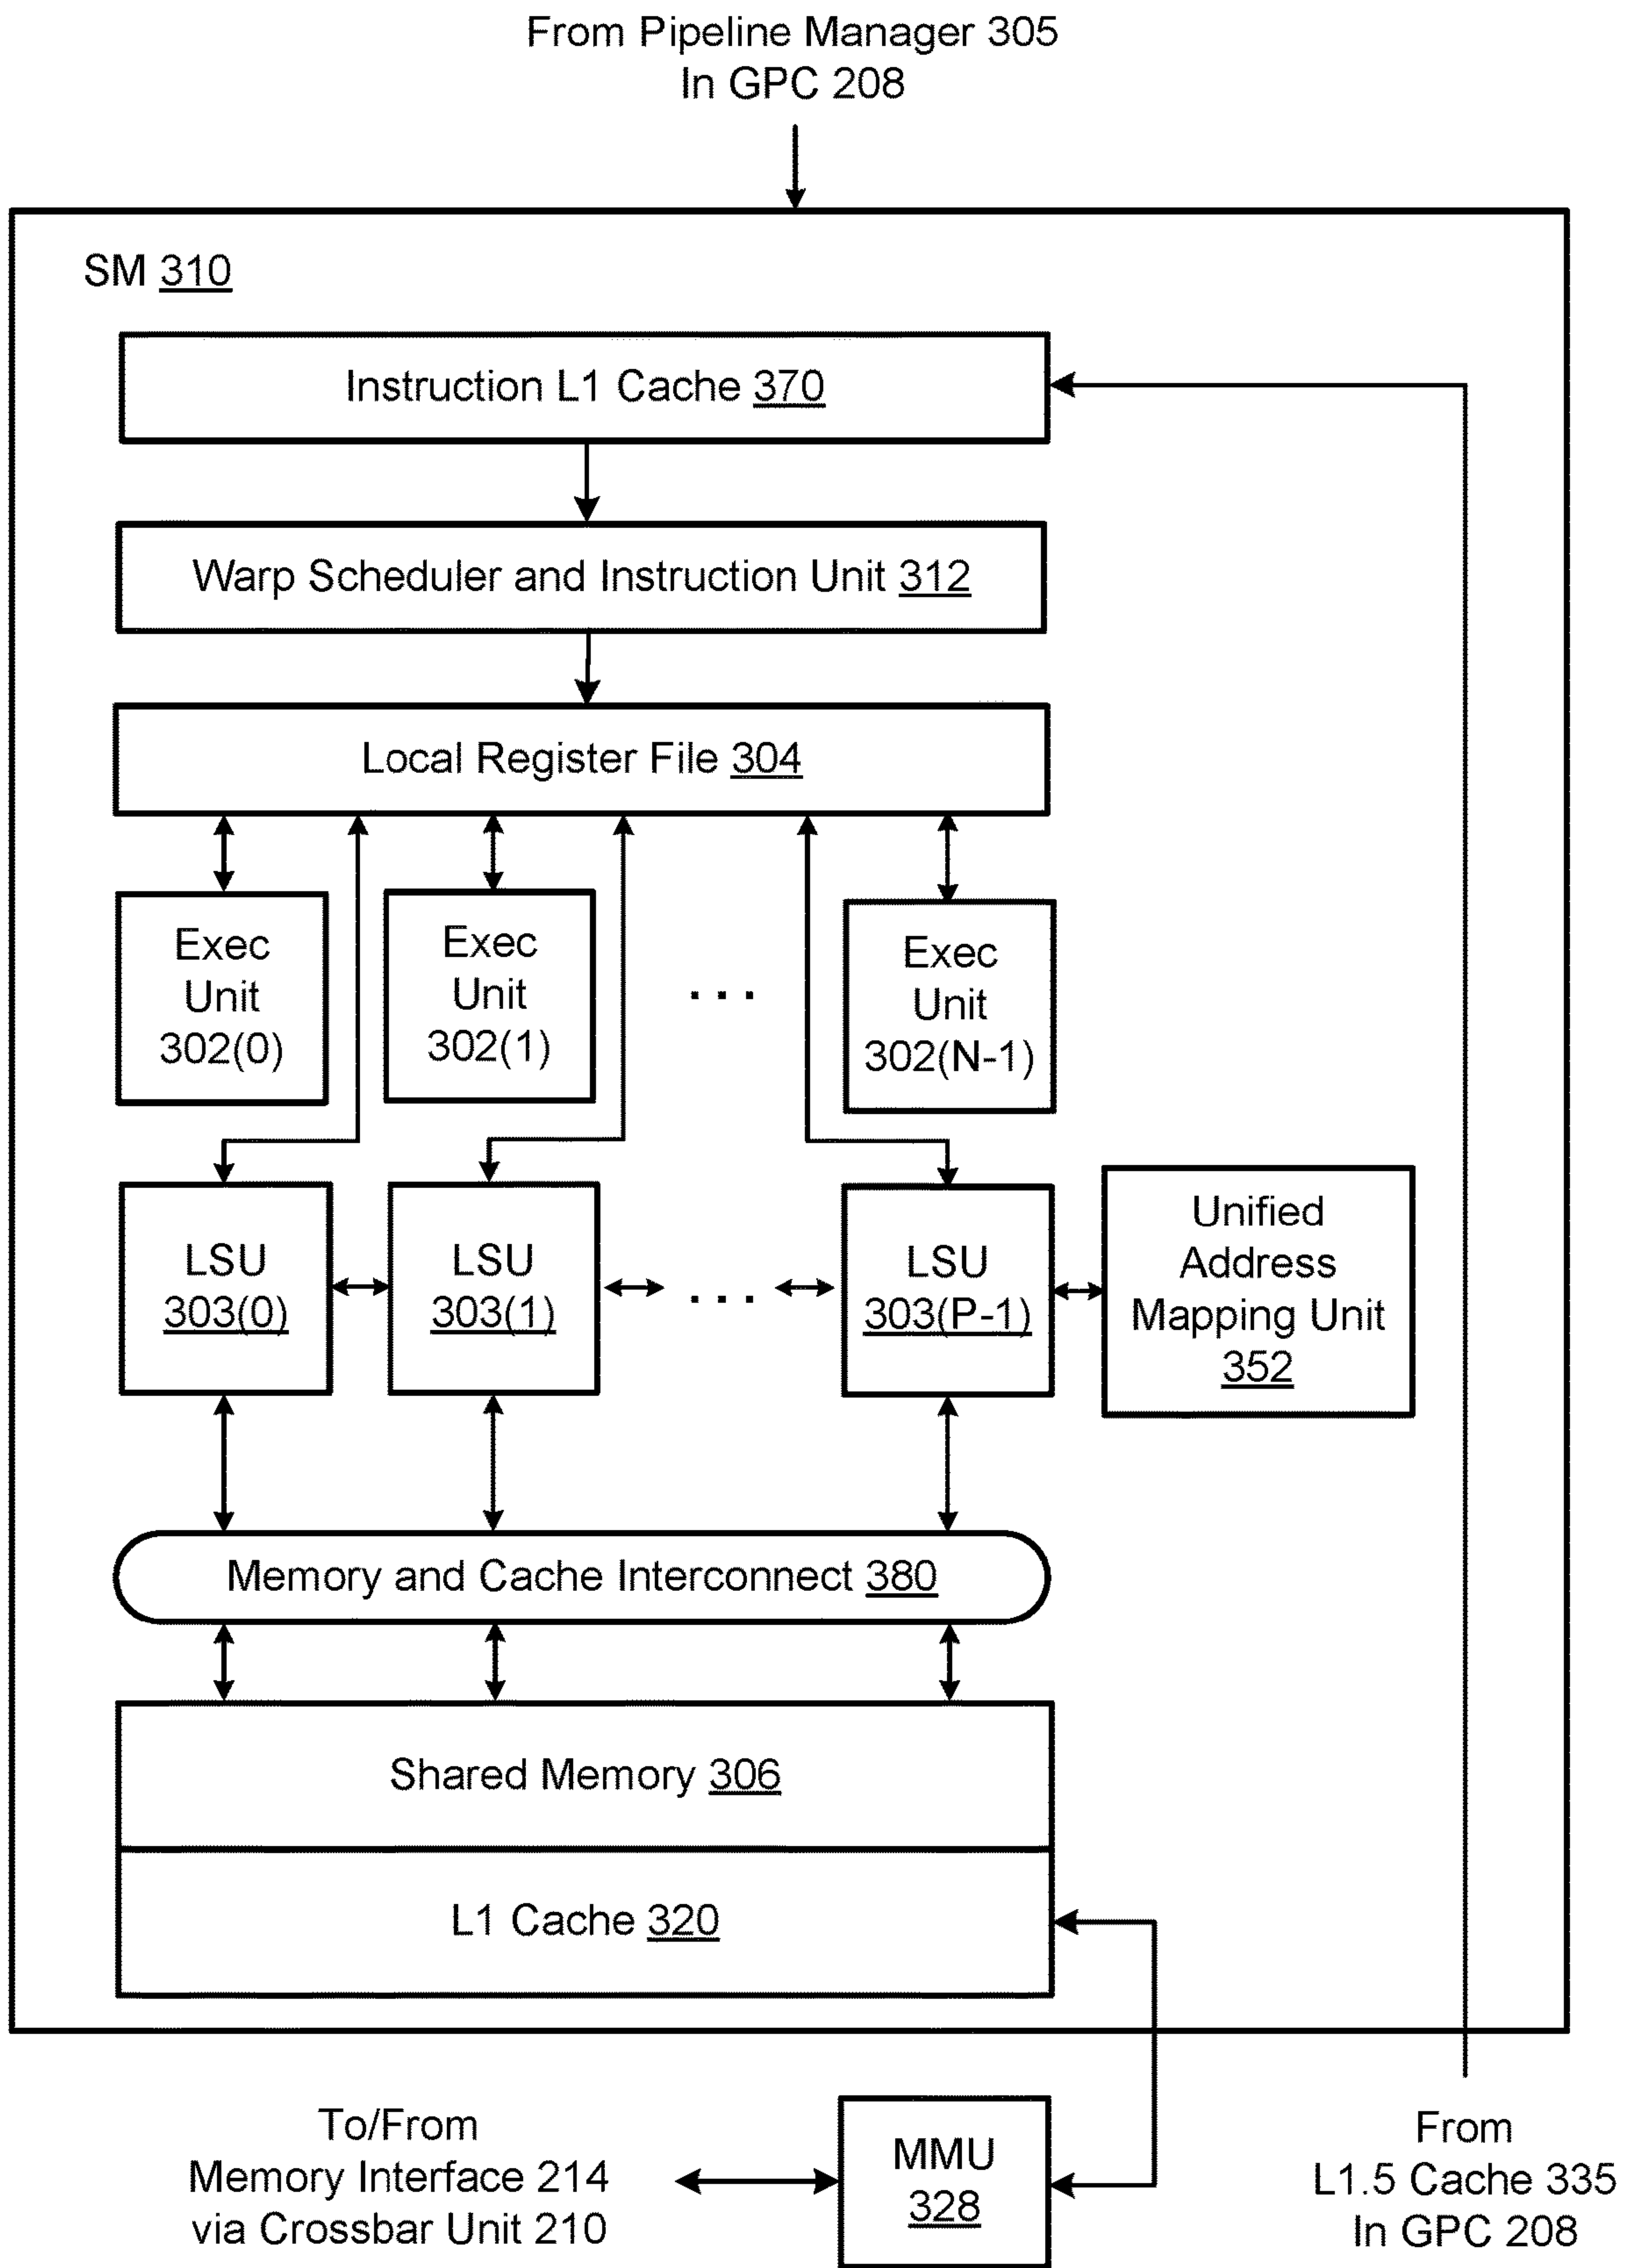 From Pipeline Manager 305
In GPC 208
SM 310
Instruction L1 Cache 370
Warp Scheduler and Instruction Unit 312
Local Register File 304
Exec
Unit
302(0)
Exec
Unit
302(1)
. . .
Exec
Unit
302(N-1)
LSU
303(0)
LSU
303(1)
. . .
LSU
303(P-1)
Unified
Address
Mapping Unit
352
Memory and Cache Interconnect 380
Shared Memory 306
L1 Cache 320
To/From
Memory Interface 214
via Crossbar Unit 210
MMU
328
From
L1.5 Cache 335
In GPC 208